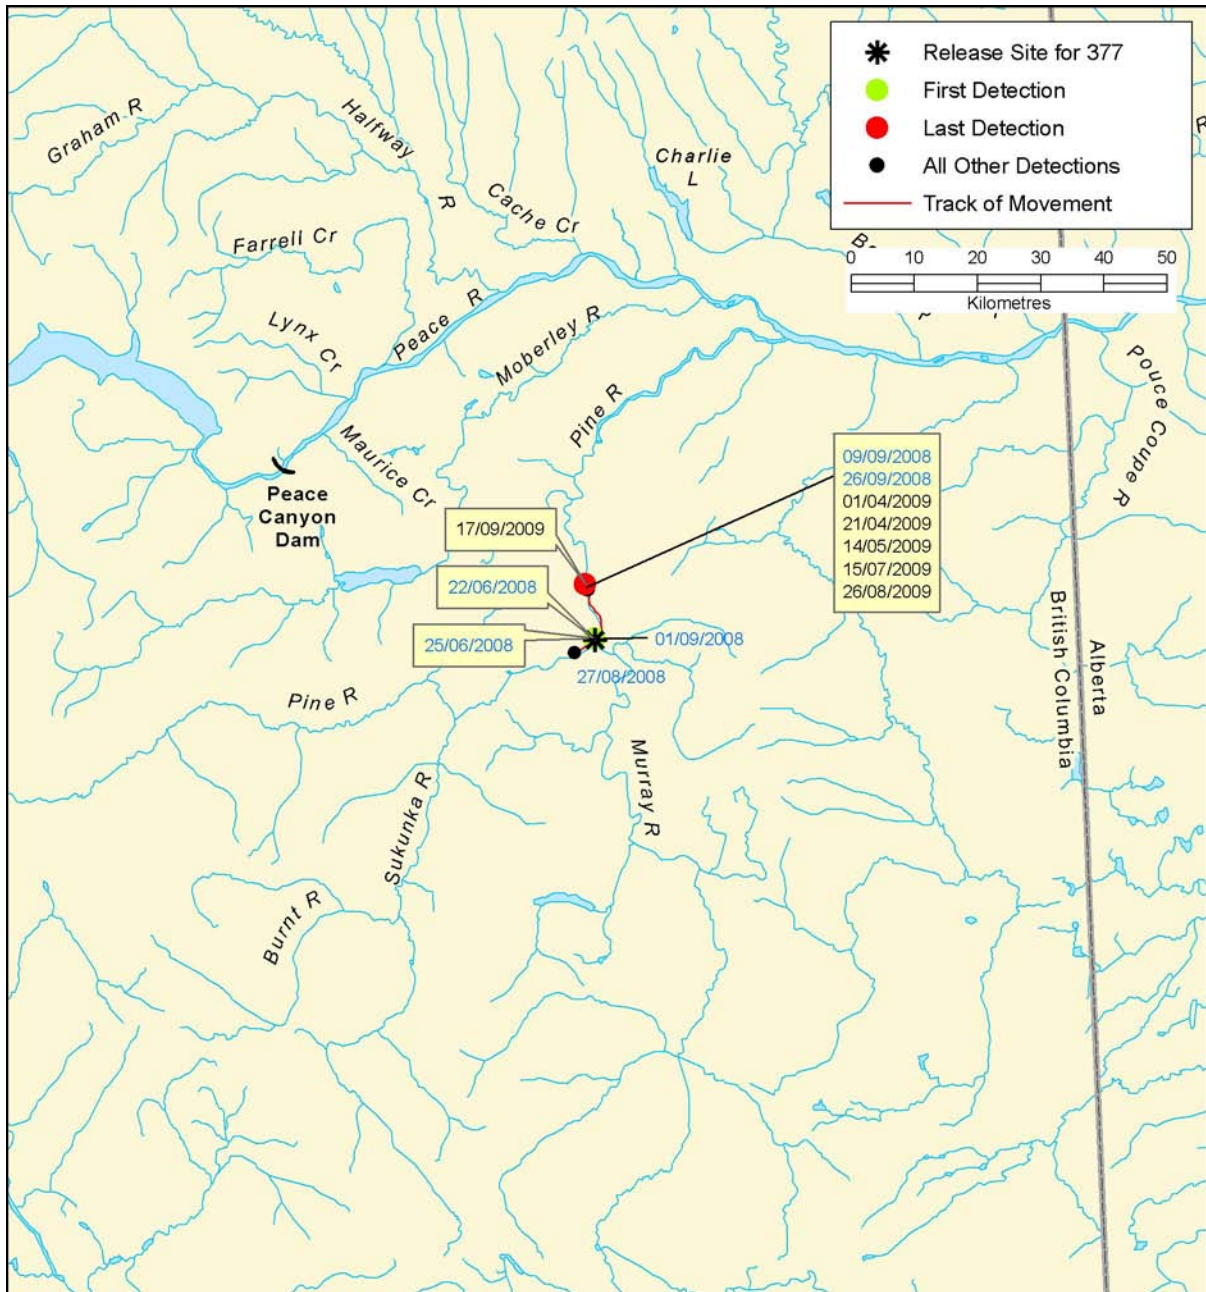 Release Site for 377
First Detection
Last Detection
All Other Detections
Track of Movement
0 10 20 30 40 50
Kilometres
Graham R
Halfway
R
Charlie
L
Cache Cr
Farrell Cr
Lynx Cr
Peace R
Moberley R
Pine R
Maurice Cr
Peace
Canyon
Dam
Pouce Coupe R
09/09/2008
26/09/2008
01/04/2009
21/04/2009
14/05/2009
15/07/2009
26/08/2009
17/09/2009
22/06/2008
25/06/2008
01/09/2008
27/08/2008
British Columbia
Alberta
Pine R
Murray R
Sukunka R
Burnt R